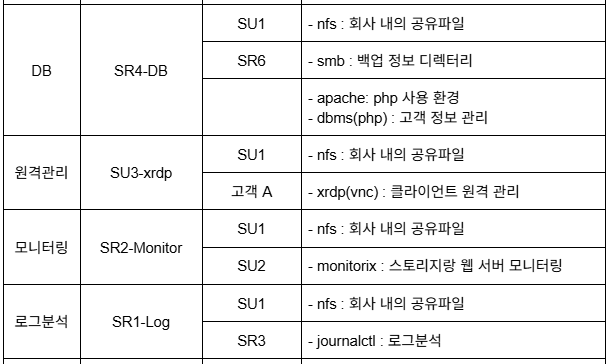 SU1
- nfs : 회사 내의 공유파일
DB
SR4-DB
SR6
- smb : 백업 정보 디렉터리
- apache: php 사용 환경
- dbms(php) : 고객 정보 관리
원격관리
SU3-xrdp
SU1
- nfs : 회사 내의 공유파일
고객 A
- xrdp(vnc) : 클라이언트 원격 관리
모니터링
SR2-Monitor
SU1
- nfs : 회사 내의 공유파일
SU2
- monitorix : 스토리지랑 웹 서버 모니터링
로그분석
SR1-Log
SU1
- nfs : 회사 내의 공유파일
SR3
- journalctl : 로그분석